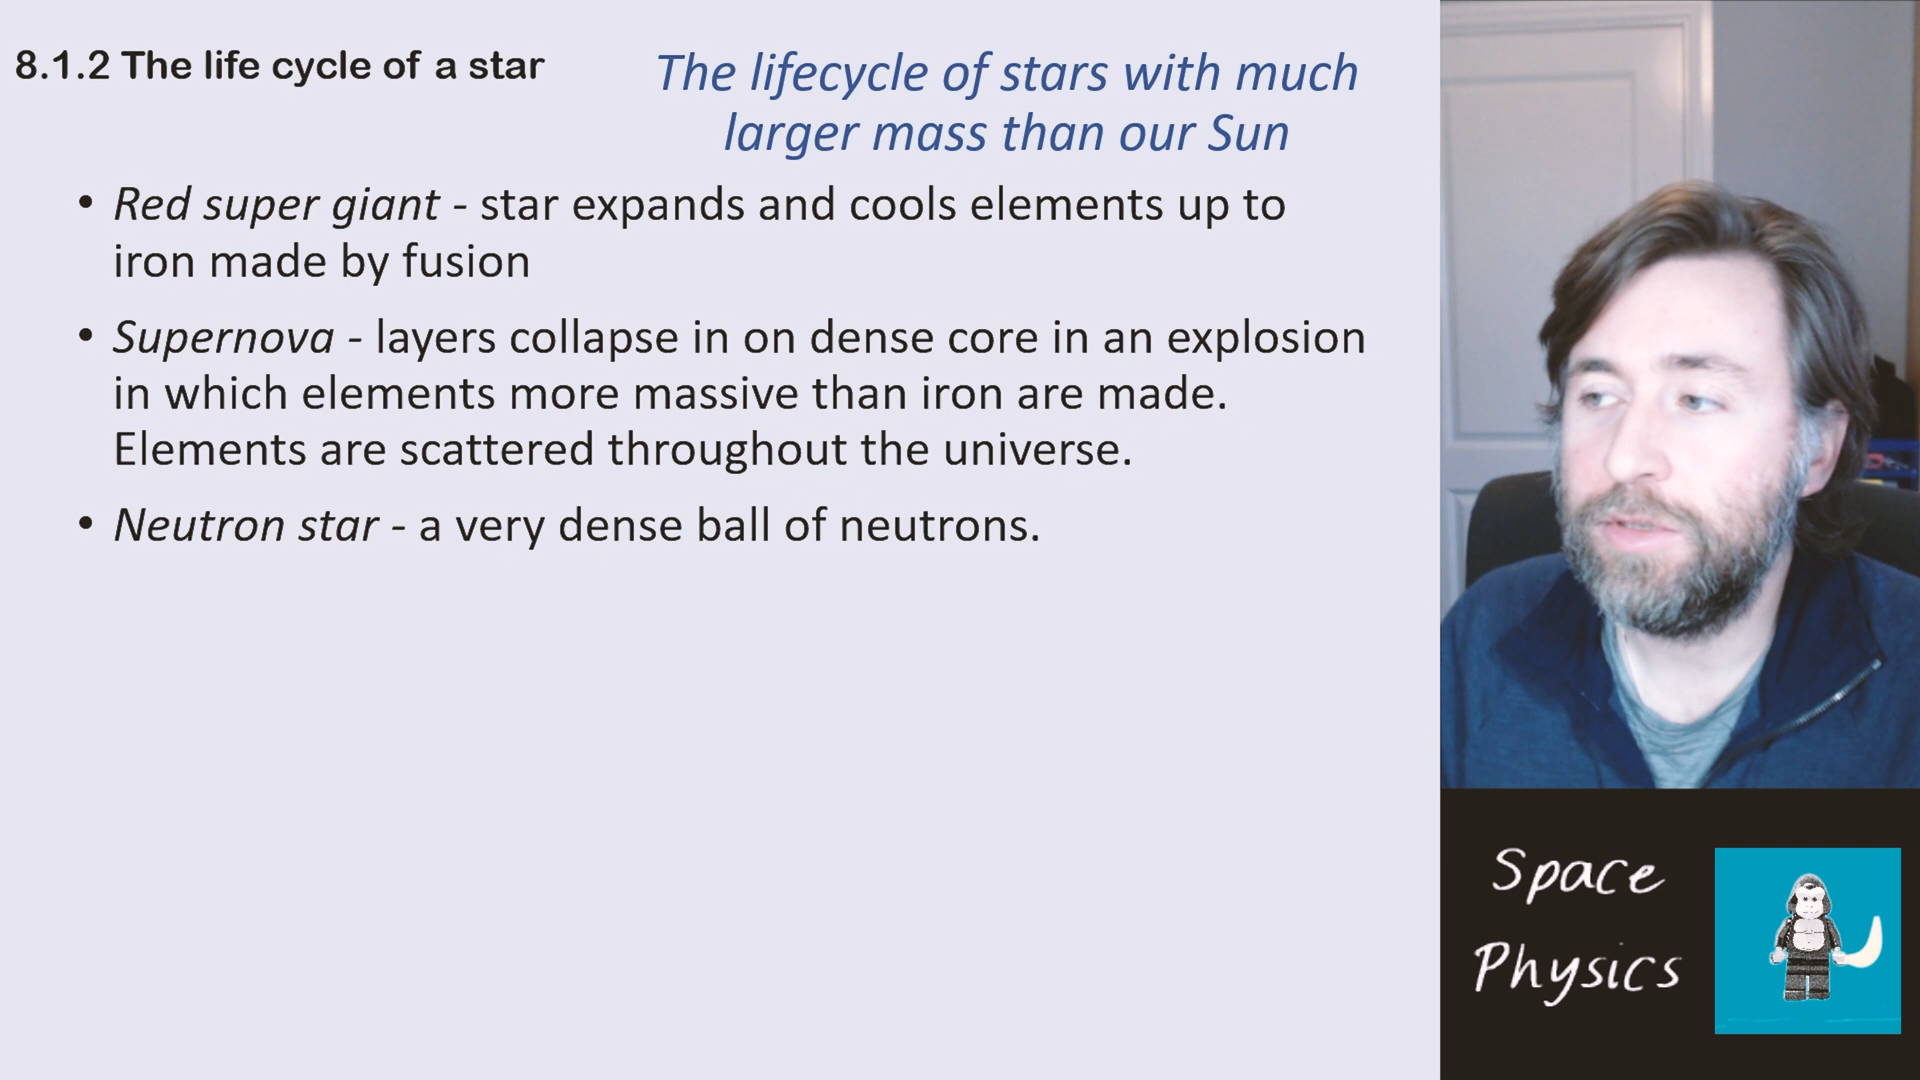 8.1.2 The life cycle of a star
The lifecycle of stars with much
larger mass than our Sun
• Red super giant - star expands and cools elements up to
iron made by fusion
• Supernova - layers collapse in on dense core in an explosion
in which elements more massive than iron are made.
Elements are scattered throughout the universe.
• Neutron star - a very dense ball of neutrons.
Space
Physics